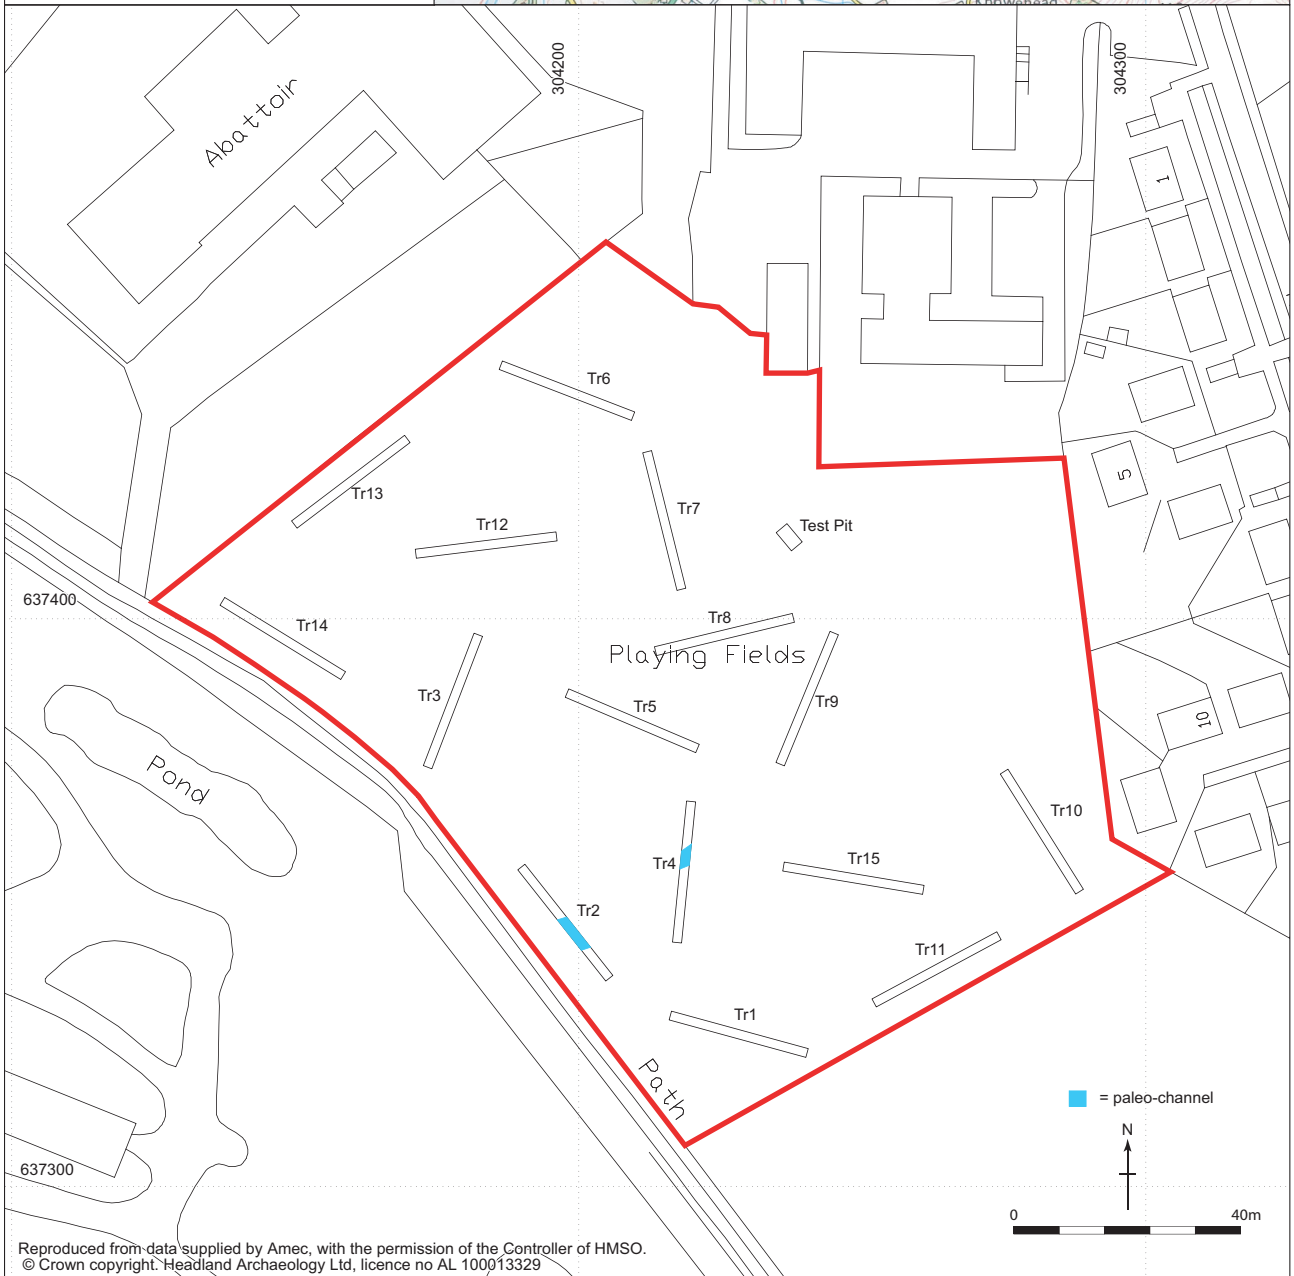 304200
304300
Abattoir
1
Tr6
5
Tr13
Tr7
Tr12
Test Pit
637400
Tr14
Tr8
Playing Fields
Tr3
Tr5
Tr9
10
Pond
Tr10
Tr4
Tr15
Tr2
Tr11
Tr1
Path
= paleo-channel
N
637300
0 40m
Reproduced from data supplied by Amec, with the permission of the Controller of HMSO.
© Crown copyright. Headland Archaeology Ltd, licence no AL 100013329